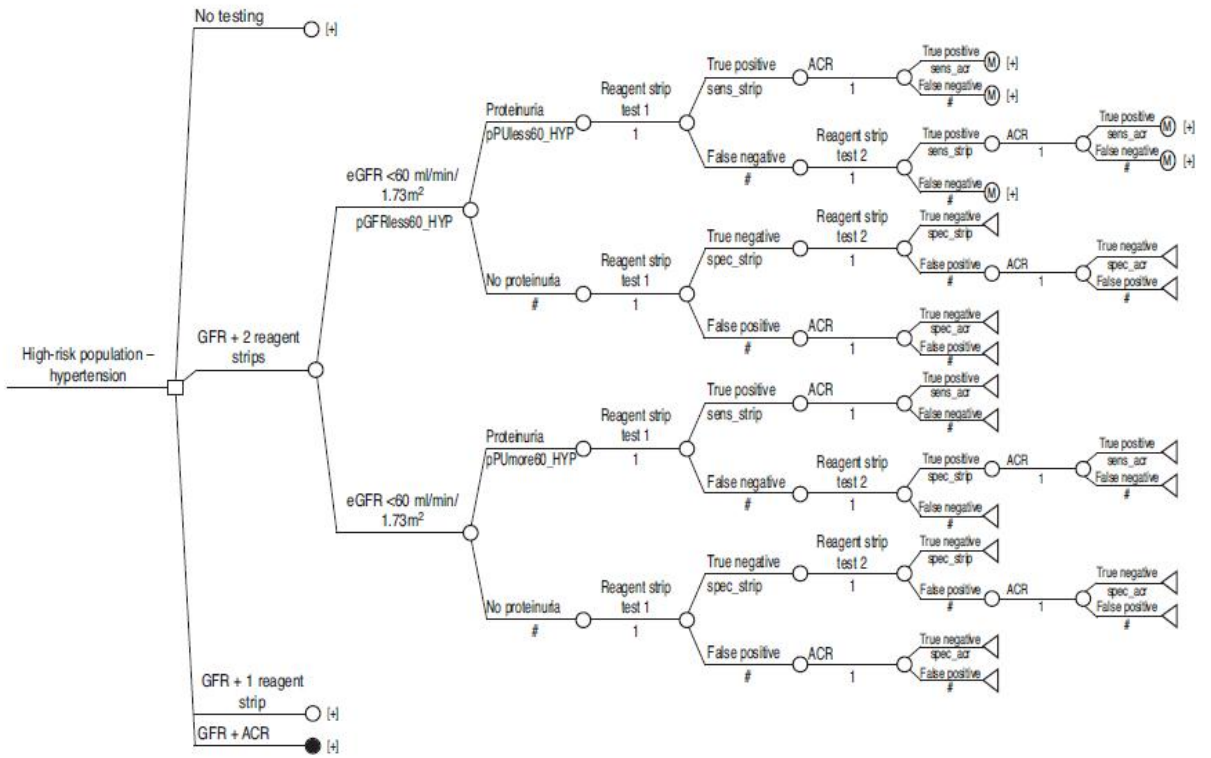 No testing
[+]
High-risk population –
hypertension
GFR + 2 reagent
strips
eGFR <60 ml/min/
1.73m²
pGFRless60_HYP
Proteinuria
pPUless60_HYP
Reagent strip
test 1
1
True positive
sens_strip
ACR
1
True positive
sens_acr
M [+]
False negative
#
M [+]
False negative
#
Reagent strip
test 2
1
True positive
sens_strip
ACR
1
True positive
sens_acr
M [+]
False negative
#
M [+]
False negative
#
M [+]
No proteinuria
#
Reagent strip
test 1
1
True negative
spec_strip
Reagent strip
test 2
1
True negative
spec_strip
False positive
#
ACR
1
True negative
spec_acr
False positive
#
False positive
#
ACR
1
True negative
spec_acr
False positive
#
eGFR <60 ml/min/
1.73m²
Proteinuria
pPUmore60_HYP
Reagent strip
test 1
1
True positive
sens_strip
ACR
1
True positive
sens_acr
False negative
#
False negative
#
Reagent strip
test 2
1
True positive
spec_strip
ACR
1
True positive
sens_acr
False negative
#
False negative
#
No proteinuria
#
Reagent strip
test 1
1
True negative
spec_strip
Reagent strip
test 2
1
True negative
spec_strip
False positive
#
ACR
1
True negative
spec_acr
False positive
#
False positive
#
ACR
1
True negative
spec_acr
False positive
#
GFR + 1 reagent
strip
[+]
GFR + ACR
[+]